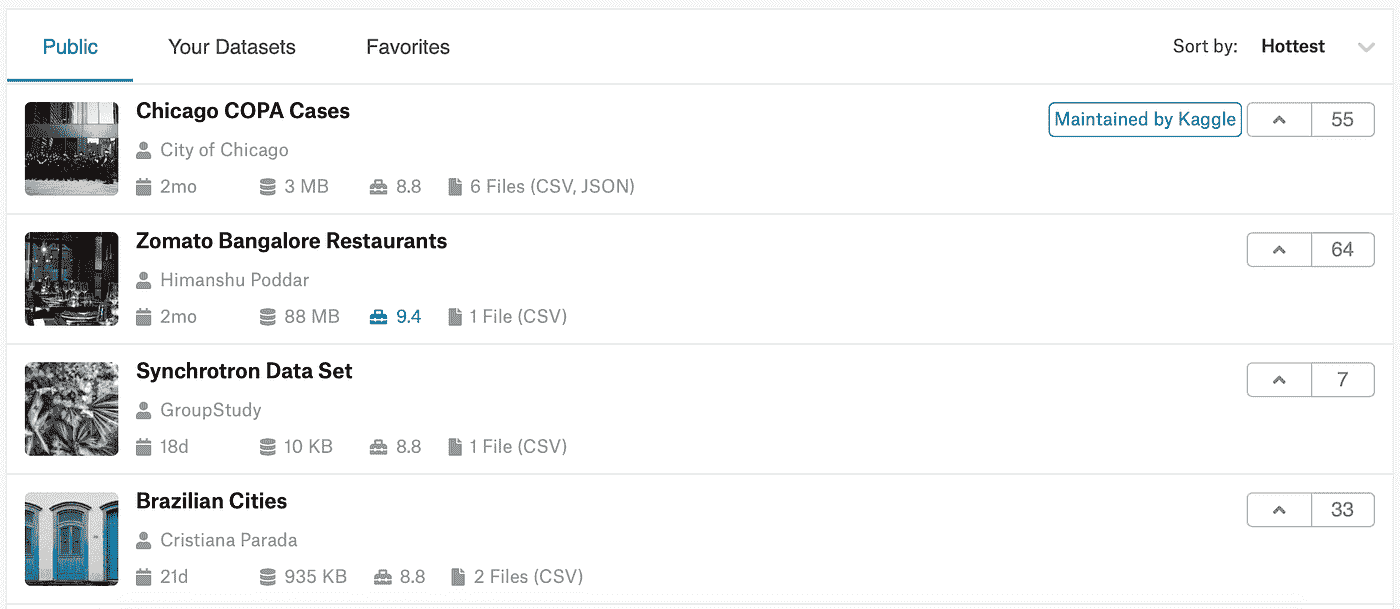 Public Your Datasets Favorites Sort by: Hottest
Chicago COPA Cases
Maintained by Kaggle 55
City of Chicago
2mo 3 MB 8.8 6 Files (CSV, JSON)
Zomato Bangalore Restaurants
64
Himanshu Poddar
2mo 88 MB 9.4 1 File (CSV)
Synchrotron Data Set
7
GroupStudy
18d 10 KB 8.8 1 File (CSV)
Brazilian Cities
33
Cristiana Parada
21d 935 KB 8.8 2 Files (CSV)